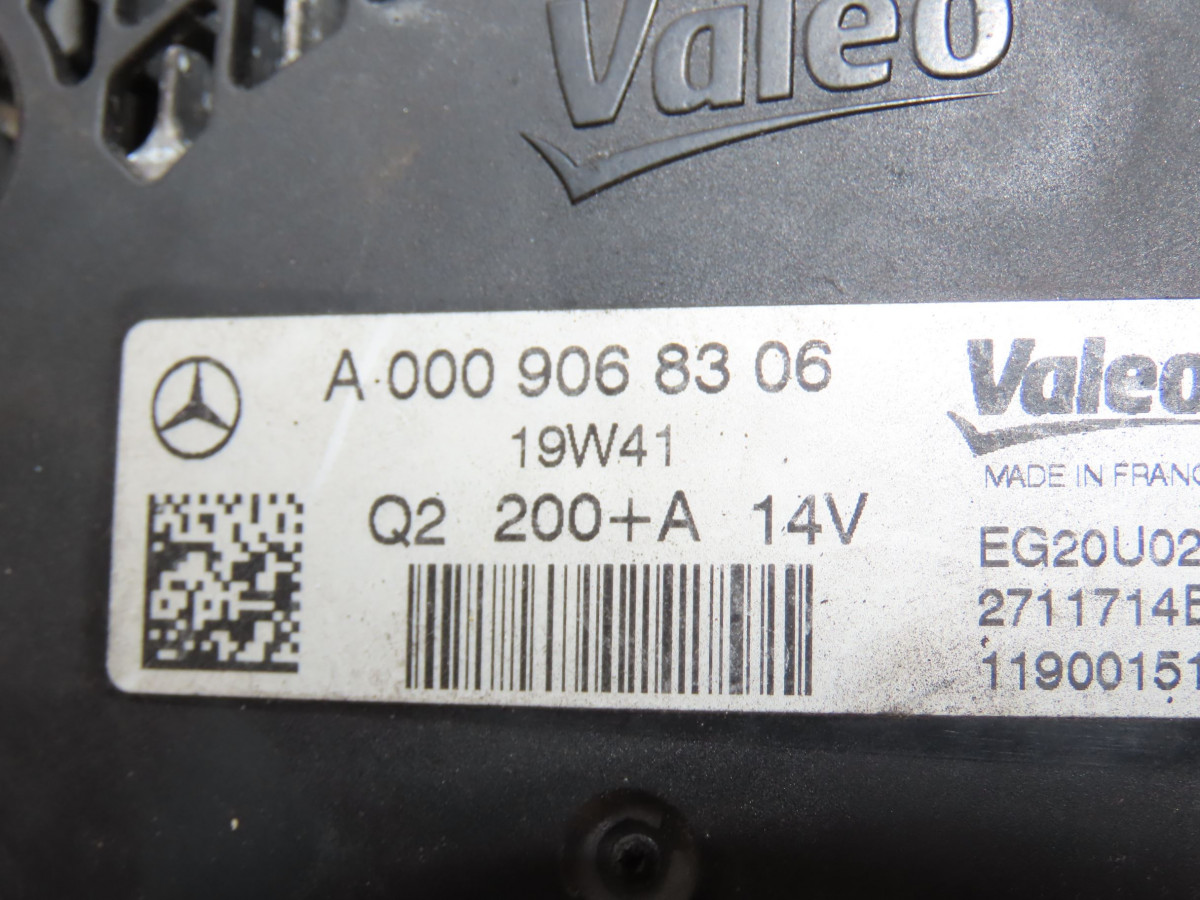 Valeo
A 000 906 83 06
19W41
Q2 200+A 14V
Valeo
MADE IN FRANC
EG20U02
2711714E
11900151